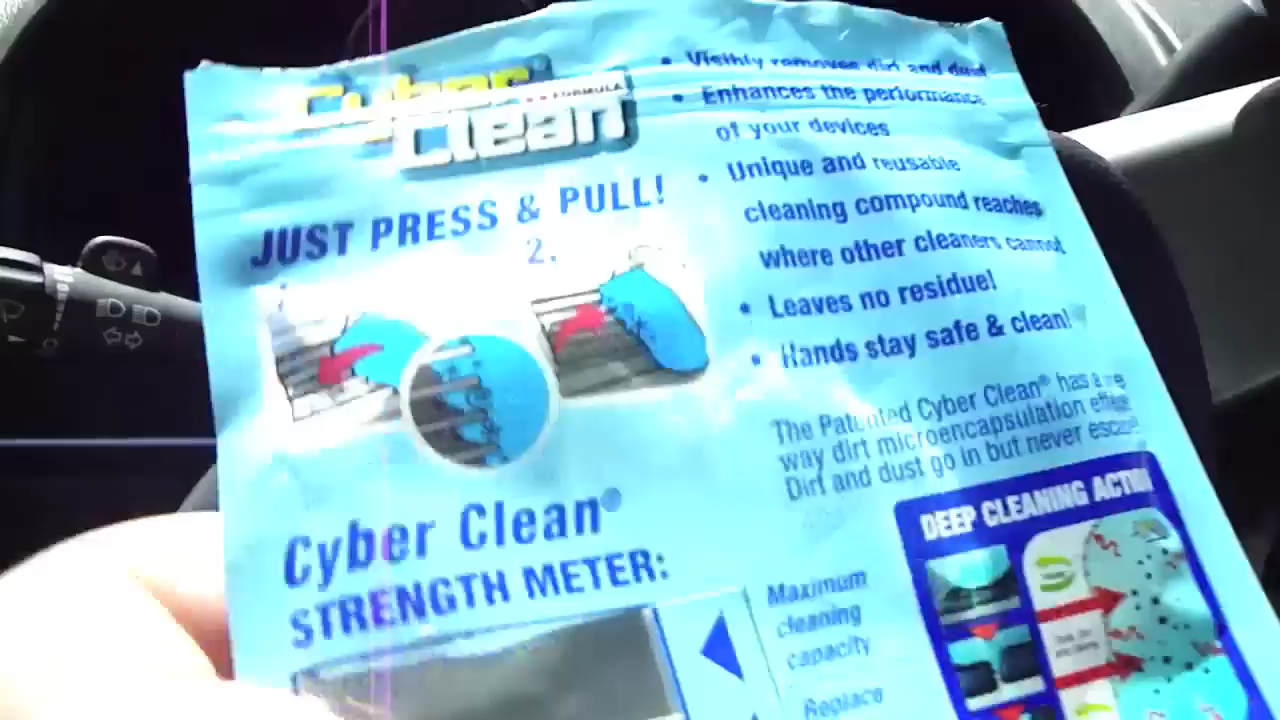 Cyber
Clean
FORMULA
JUST PRESS & PULL!
2.
Cyber Clean®
STRENGTH METER:
Maximum
cleaning
capacity
Replace
• Visibly removes dirt and dust
• Enhances the performance
of your devices
• Unique and reusable
cleaning compound reaches
where other cleaners cannot
• Leaves no residue!
• Hands stay safe & clean!
The Patented Cyber Clean® has a
way dirt microencapsulation
Dirt and dust go in but never
DEEP CLEANING